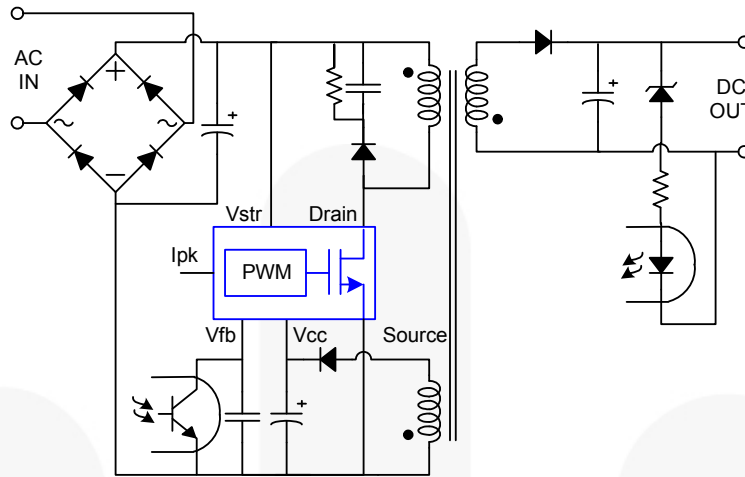 AC
IN
+
~
~
−
+
Vstr
Drain
Ipk
PWM
Vfb
Vcc
Source
+
+
DC
OUT